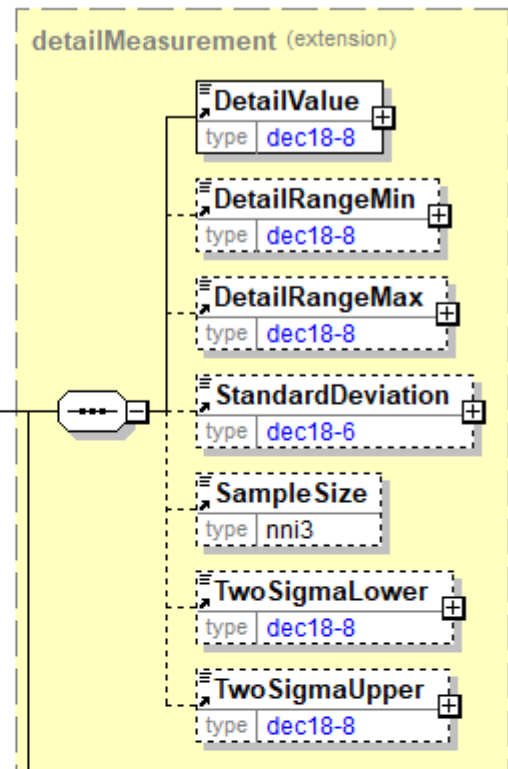 detailMeasurement (extension)
DetailValue
type dec18-8
DetailRangeMin
type dec18-8
DetailRangeMax
type dec18-8
StandardDeviation
type dec18-6
SampleSize
type nni3
TwoSigmaLower
type dec18-8
TwoSigmaUpper
type dec18-8